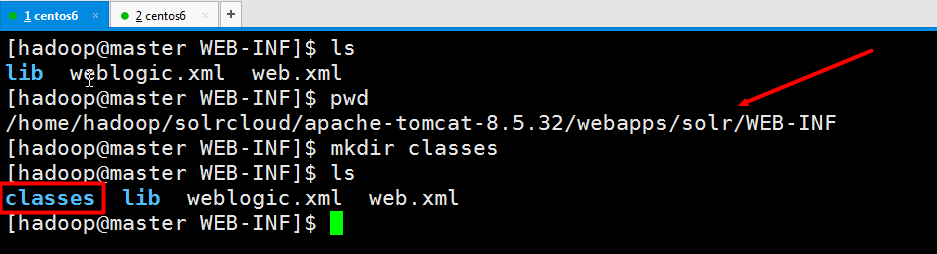 1 centos6 × 2 centos6 × +
[hadoop@master WEB-INF]$ ls
lib  weblogic.xml  web.xml
[hadoop@master WEB-INF]$ pwd
/home/hadoop/solrcloud/apache-tomcat-8.5.32/webapps/solr/WEB-INF
[hadoop@master WEB-INF]$ mkdir classes
[hadoop@master WEB-INF]$ ls
classes  lib  weblogic.xml  web.xml
[hadoop@master WEB-INF]$